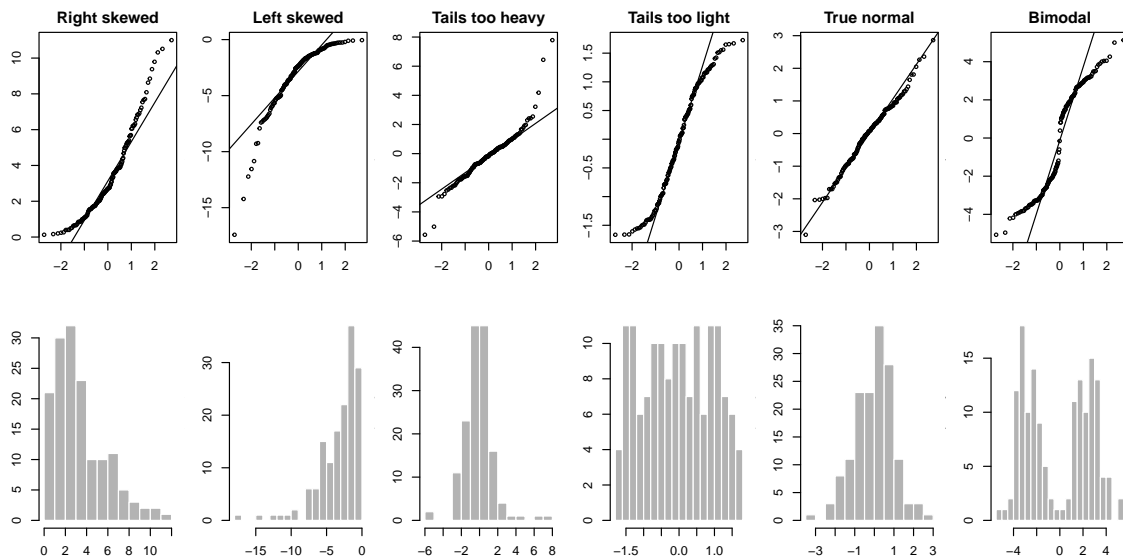 Right skewed
Left skewed
Tails too heavy
Tails too light
True normal
Bimodal
0 2 4 6 8 10
−2 0 1 2
−15 −10 −5 0
−2 0 1 2
−6 −4 −2 0 2 4 6 8
−2 0 1 2
−1.5 −0.5 0.5 1.5
−2 0 1 2
−3 −2 −1 0 1 2 3
−2 0 1 2
−4 −2 0 2 4
−2 0 1 2
0 5 10 15 20 25 30
0 2 4 6 8 10
0 10 20 30
−15 −10 −5 0
0 10 20 30 40
−6 −2 0 2 4 6 8
0 2 4 6 8 10
−1.5 0.0 1.0
0 5 10 15 20 25 30 35
−3 −1 0 1 2 3
0 5 10 15
−4 0 2 4